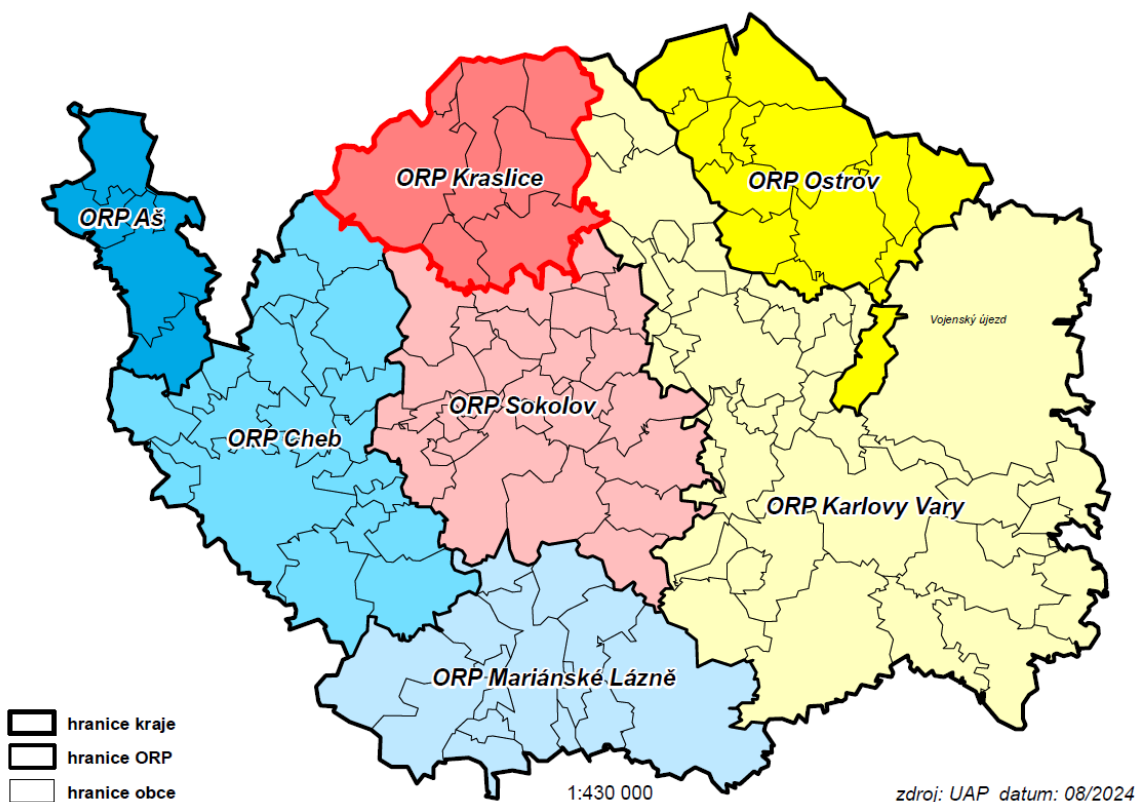 ORP Kraslice
ORP Ostrov
ORP Aš
Vojenský újezd
ORP Sokolov
ORP Cheb
ORP Karlovy Vary
ORP Mariánské Lázně
hranice kraje
hranice ORP
hranice obce
1:430 000
zdroj: UAP datum: 08/2024